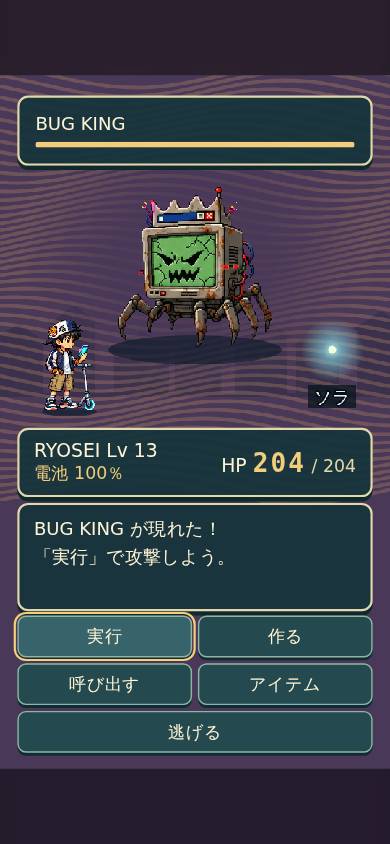 BUG KING
ソラ
RYOSEI Lv 13
電池 100%
HP 204 / 204
BUG KING が現れた！
「実行」で攻撃しよう。
実行
作る
呼び出す
アイテム
逃げる